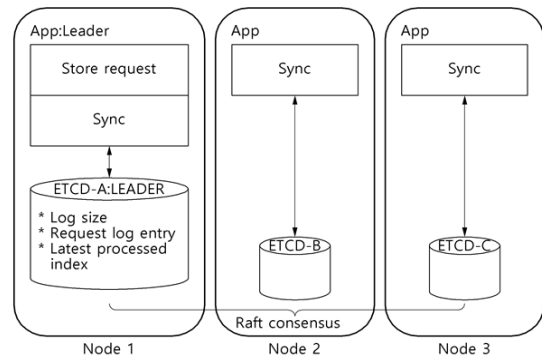 App:Leader
Store request
Sync
ETCD-A:LEADER
* Log size
* Request log entry
* Latest processed
index
App
Sync
ETCD-B
App
Sync
ETCD-C
Raft consensus
Node 1
Node 2
Node 3